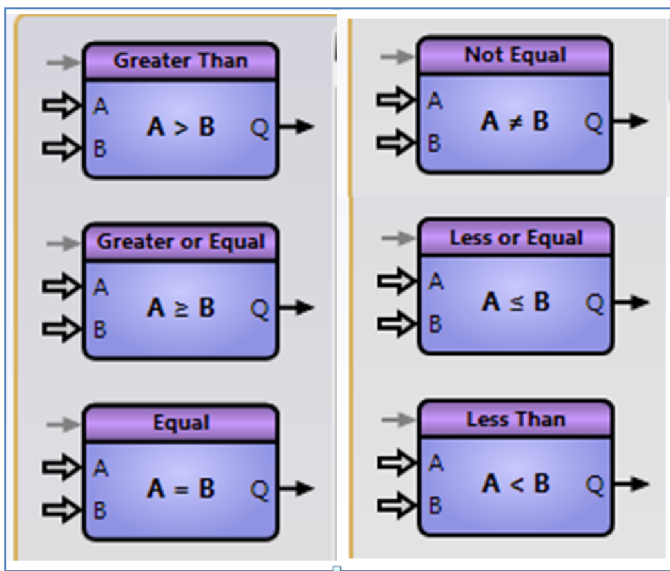 Greater Than
A
A > B
Q
B
Greater or Equal
A
A ≥ B
Q
B
Equal
A
A = B
Q
B
Not Equal
A
A ≠ B
Q
B
Less or Equal
A
A ≤ B
Q
B
Less Than
A
A < B
Q
B